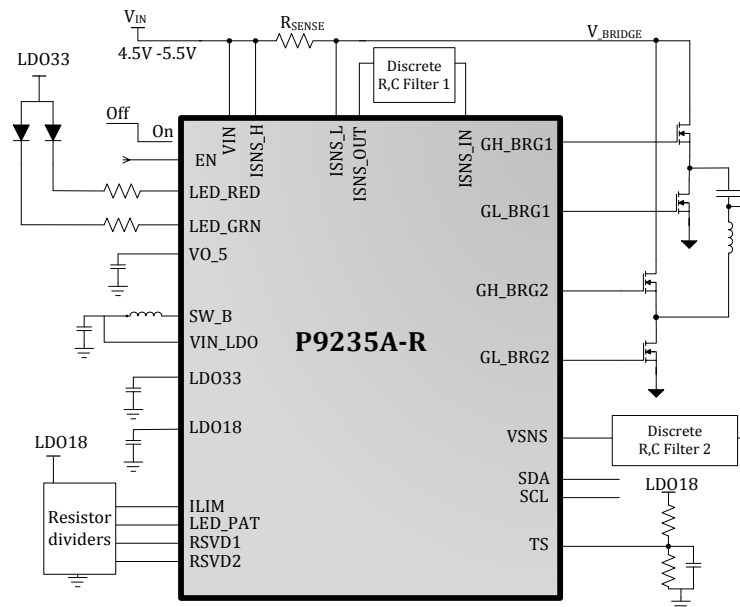 VIN
4.5V -5.5V
RSENSE
V_BRIDGE
LDO33
Discrete
R,C Filter 1
Off
On
EN
VIN
ISNS_H
ISNS_L
ISNS_OUT
ISNS_IN
GH_BRG1
LED_RED
GL_BRG1
LED_GRN
VO_5
GH_BRG2
SW_B
VIN_LDO
P9235A-R
GL_BRG2
LDO33
LDO18
VSNS
Discrete
R,C Filter 2
LDO18
SDA
SCL
LDO18
Resistor
dividers
ILIM
LED_PAT
RSVD1
RSVD2
TS